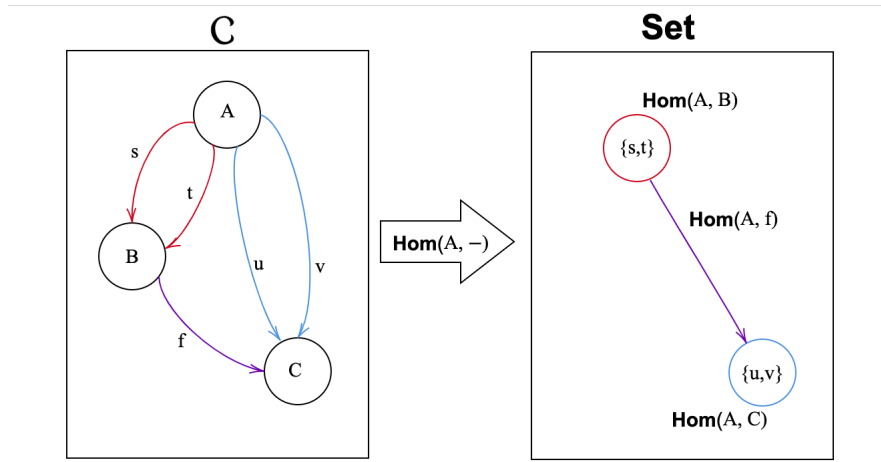 C
Set
A
s
t
B
u
v
f
C
Hom(A, −)
Hom(A, B)
{s,t}
Hom(A, f)
{u,v}
Hom(A, C)